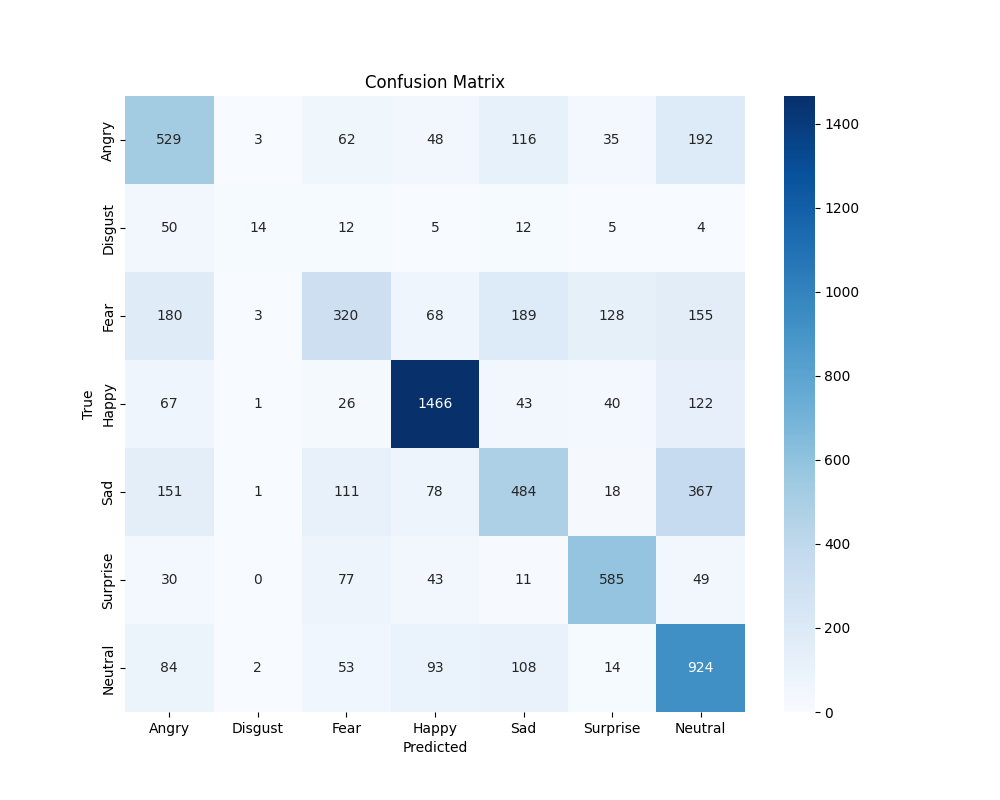 Confusion Matrix
Angry 529 3 62 48 116 35 192
Disgust 50 14 12 5 12 5 4
Fear 180 3 320 68 189 128 155
Happy 67 1 26 1466 43 40 122
Sad 151 1 111 78 484 18 367
Surprise 30 0 77 43 11 585 49
Neutral 84 2 53 93 108 14 924
True
Angry Disgust Fear Happy Sad Surprise Neutral
Predicted
1400
1200
1000
800
600
400
200
0